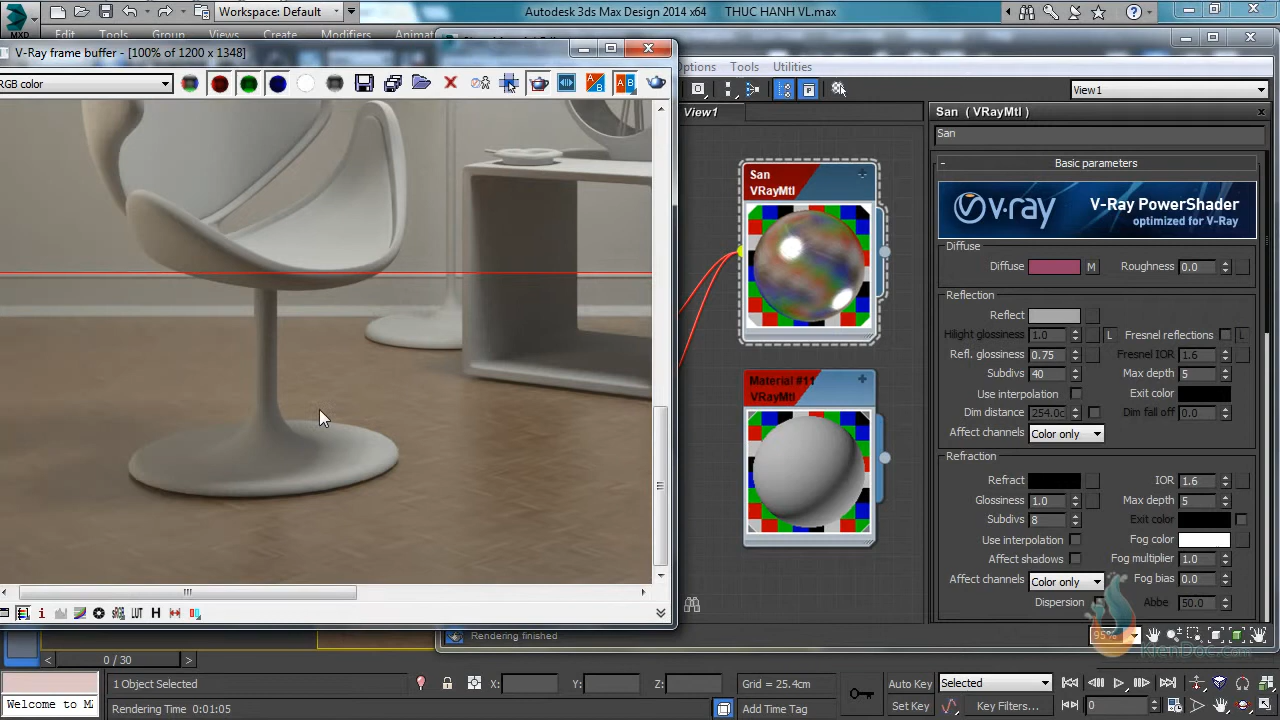 Workspace: Default
Autodesk 3ds Max Design 2014 x64
THUC HANH VL.max
MXD
Edit
Tools
Group
Views
Create
Modifiers
V-Ray frame buffer - [100% of 1200 x 1348]
RGB color
Options
Tools
Utilities
View1
View1
San ( VRayMtl )
San
San
VRayMtl
Material #11
VRayMtl
Basic parameters
v·ray
V-Ray PowerShader
optimized for V-Ray
Diffuse
Diffuse
M
Roughness
0.0
Reflection
Reflect
Hilight glossiness
1.0
L
Fresnel reflections
L
Refl. glossiness
0.75
Fresnel IOR
1.6
Subdivs
40
Max depth
5
Use interpolation
Exit color
Dim distance
254.0c
Dim fall off
0.0
Affect channels
Color only
Refraction
Refract
IOR
1.6
Glossiness
1.0
Max depth
5
Subdivs
8
Exit color
Use interpolation
Fog color
Affect shadows
Fog multiplier
1.0
Affect channels
Color only
Fog bias
0.0
Dispersion
Abbe
50.0
LUT
H
Rendering finished
95%
KienDoc.com
0 / 30
1 Object Selected
X:
Y:
Z:
Grid = 25.4cm
Auto Key
Selected
Welcome to M
Rendering Time 0:01:05
Add Time Tag
Set Key
Key Filters...
0